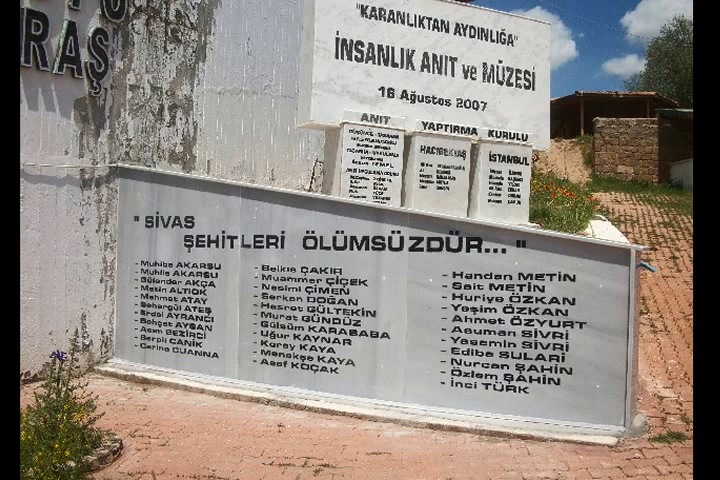 RAŞ
"KARANLIKTAN AYDINLIĞA"
İNSANLIK ANIT ve MÜZESİ
16 Ağustos 2007
ANIT
YAPTIRMA KURULU
HACIBEKTAŞ
İSTANBUL
"SİVAS
ŞEHİTLERİ ÖLÜMSÜZDÜR..."
- Muhibe AKARSU
- Muhlis AKARSU
- Gülender AKÇA
- Metin ALTIOK
- Mehmet ATAY
- Sehergül ATEŞ
- Erdal AYRANCI
- Behçet AYSAN
- Asım BEZİRCİ
- Serpil CANİK
- Carina CUANNA
- Belkıs ÇAKIR
- Muammer ÇİÇEK
- Nesimi ÇİMEN
- Serkan DOĞAN
- Hasret GÜLTEKİN
- Murat GÜNDÜZ
- Gülsüm KARABABA
- Uğur KAYNAR
- Koray KAYA
- Menekşe KAYA
- Asaf KOÇAK
- Handan METİN
- Sait METİN
- Huriye ÖZKAN
- Yeşim ÖZKAN
- Ahmet ÖZYURT
- Asuman SİVRİ
- Yasemin SİVRİ
- Edibe SULARİ
- Nurcan ŞAHİN
- Özlem ŞAHİN
- İnci TÜRK